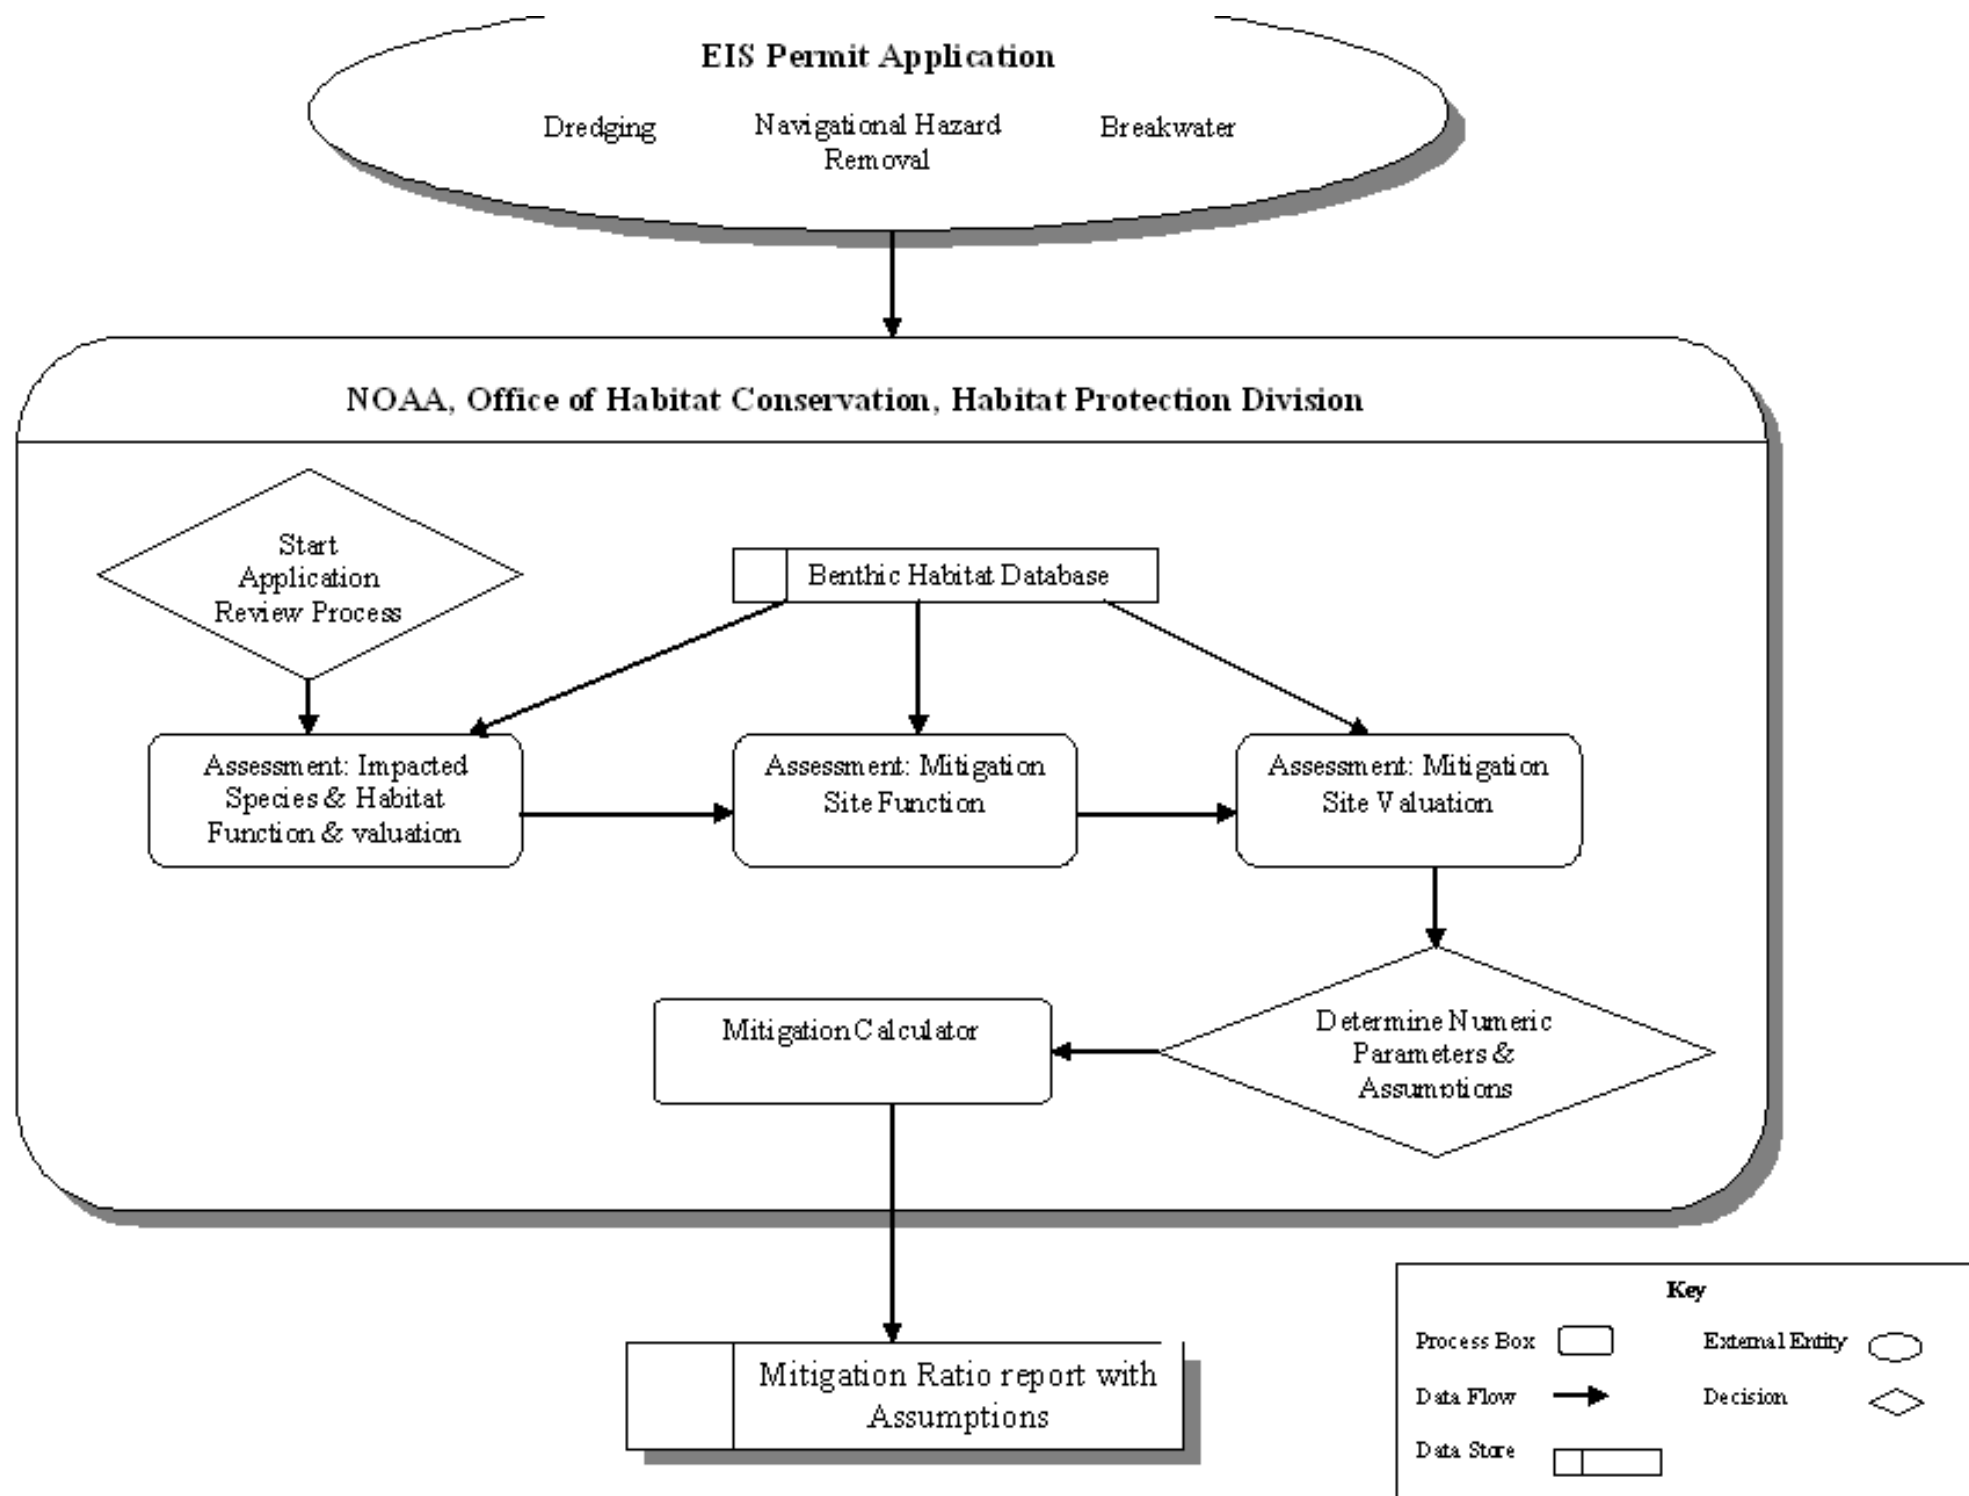 EIS Permit Application
Dredging
Navigational Hazard
Removal
Breakwater
NOAA, Office of Habitat Conservation, Habitat Protection Division
Start
Application
Review Process
Benthic Habitat Database
Assessment: Impacted
Species & Habitat
Function & valuation
Assessment: Mitigation
Site Function
Assessment: Mitigation
Site Valuation
Mitigation Calculator
Determine Numeric
Parameters &
Assumptions
Mitigation Ratio report with
Assumptions
Key
Process Box
External Entity
Data Flow
Decision
Data Store